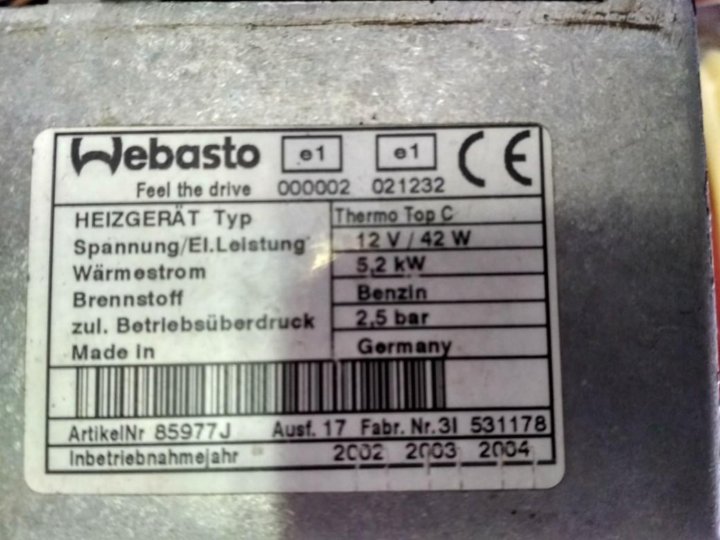 Webasto e1 e1 CE
Feel the drive 000002 021232
HEIZGERÄT Typ Thermo Top C
Spannung/El.Leistung 12 V / 42 W
Wärmestrom 5,2 kW
Brennstoff Benzin
zul. Betriebsüberdruck 2,5 bar
Made in Germany
ArtikelNr 85977J Ausf. 17 Fabr. Nr.3I 531178
Inbetriebnahmejahr 2002 2003 2004